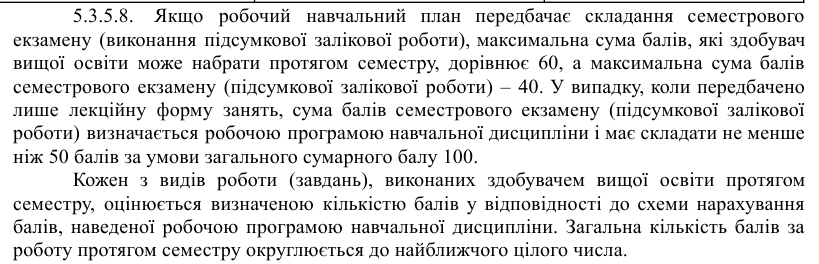 5.3.5.8. Якщо робочий навчальний план передбачає складання семестрового
екзамену (виконання підсумкової залікової роботи), максимальна сума балів, які здобувач
вищої освіти може набрати протягом семестру, дорівнює 60, а максимальна сума балів
семестрового екзамену (підсумкової залікової роботи) – 40. У випадку, коли передбачено
лише лекційну форму занять, сума балів семестрового екзамену (підсумкової залікової
роботи) визначається робочою програмою навчальної дисципліни і має складати не менше
ніж 50 балів за умови загального сумарного балу 100.
Кожен з видів роботи (завдань), виконаних здобувачем вищої освіти протягом
семестру, оцінюється визначеною кількістю балів у відповідності до схеми нарахування
балів, наведеної робочою програмою навчальної дисципліни. Загальна кількість балів за
роботу протягом семестру округлюється до найближчого цілого числа.